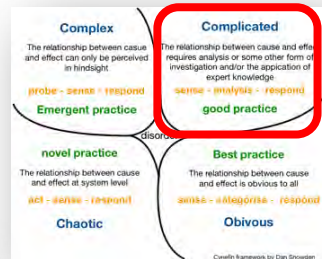 Complex
The relationship between casue
and effect can only be perceived
in hindsight
probe - sense - respond
Emergent practice
Complicated
The relationship between cause and effect
requires analysis or some other form of
investigation and/or the appication of
expert knowledge
sense - analysis - respond
good practice
disorder
novel practice
The relationship between cause
and effect at system level
act - sense - respond
Chaotic
Best practice
The relationship between cause
and effect is obvious to all
sense - categorise - respond
Obivous
Cynefin framework by Dan Snowden